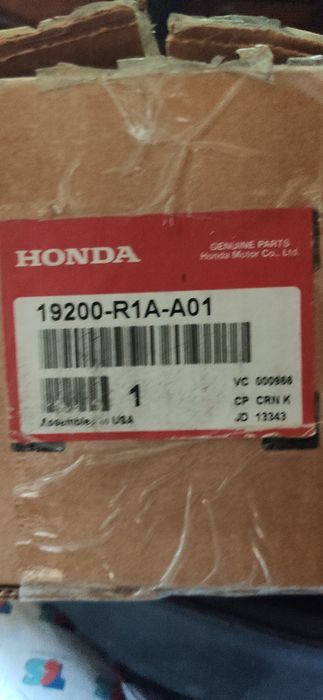 HONDA
GENUINE PARTS
Honda Motor Co., Ltd.
19200-R1A-A01
1
VC 000988
CP CRN K
JD 13343
Assembled in USA